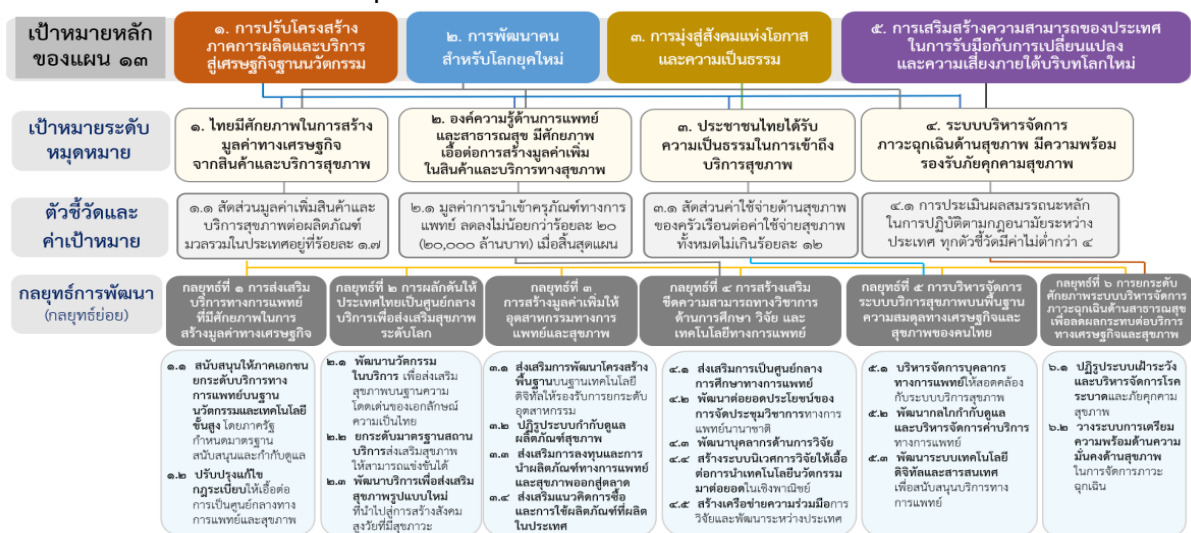 เป้าหมายหลัก
ของแผน ๑๓
๑. การปรับโครงสร้าง
ภาคการผลิตและบริการ
สู่เศรษฐกิจฐานนวัตกรรม
๒. การพัฒนาคน
สำหรับโลกยุคใหม่
๓. การมุ่งสู่สังคมแห่งโอกาส
และความเป็นธรรม
๕. การเสริมสร้างความสามารถของประเทศ
ในการรับมือกับการเปลี่ยนแปลง
และความเสี่ยงภายใต้บริบทโลกใหม่
เป้าหมายระดับ
หมุดหมาย
๑. ไทยมีศักยภาพในการสร้าง
มูลค่าทางเศรษฐกิจ
จากสินค้าและบริการสุขภาพ
๒. องค์ความรู้ด้านการแพทย์
และสาธารณสุข มีศักยภาพ
เอื้อต่อการสร้างมูลค่าเพิ่ม
ในสินค้าและบริการทางสุขภาพ
๓. ประชาชนไทยได้รับ
ความเป็นธรรมในการเข้าถึง
บริการสุขภาพ
๔. ระบบบริหารจัดการ
ภาวะฉุกเฉินด้านสุขภาพ มีความพร้อม
รองรับภัยคุกคามสุขภาพ
ตัวชี้วัดและ
ค่าเป้าหมาย
๑.๑ สัดส่วนมูลค่าเพิ่มสินค้าและ
บริการสุขภาพต่อผลิตภัณฑ์
มวลรวมในประเทศอยู่ที่ร้อยละ ๑.๗
๒.๑ มูลค่าการนำเข้าครุภัณฑ์ทางการ
แพทย์ ลดลงไม่น้อยกว่าร้อยละ ๒๐
(๒๐,๐๐๐ ล้านบาท) เมื่อสิ้นสุดแผน
๓.๑ สัดส่วนค่าใช้จ่ายด้านสุขภาพ
ของครัวเรือนต่อค่าใช้จ่ายสุขภาพ
ทั้งหมดไม่เกินร้อยละ ๑๒
๔.๑ การประเมินผลสมรรถนะหลัก
ในการปฏิบัติตามกฎอนามัยระหว่าง
ประเทศ ทุกตัวชี้วัดมีค่าไม่ต่ำกว่า ๔
กลยุทธ์การพัฒนา
(กลยุทธ์ย่อย)
กลยุทธ์ที่ ๑ การส่งเสริม
บริการทางการแพทย์
ที่มีศักยภาพในการ
สร้างมูลค่าทางเศรษฐกิจ
กลยุทธ์ที่ ๒ การผลักดันให้
ประเทศไทยเป็นศูนย์กลาง
บริการเพื่อส่งเสริมสุขภาพ
ระดับโลก
กลยุทธ์ที่ ๓
การสร้างมูลค่าเพิ่มให้
อุตสาหกรรมทางการ
แพทย์และสุขภาพ
กลยุทธ์ที่ ๔ การสร้างเสริม
ขีดความสามารถทางวิชาการ
ด้านการศึกษา วิจัย และ
เทคโนโลยีทางการแพทย์
กลยุทธ์ที่ ๕ การบริหารจัดการ
ระบบบริการสุขภาพบนพื้นฐาน
ความสมดุลทางเศรษฐกิจและ
สุขภาพของคนไทย
กลยุทธ์ที่ ๖ การยกระดับ
ศักยภาพระบบบริหารจัดการ
ภาวะฉุกเฉินด้านสาธารณสุข
เพื่อลดผลกระทบต่อบริการ
ทางเศรษฐกิจและสุขภาพ
๑.๑ สนับสนุนให้ภาคเอกชน
ยกระดับบริการทาง
การแพทย์บนฐาน
นวัตกรรมและเทคโนโลยี
ขั้นสูง โดยภาครัฐ
กำหนดมาตรฐาน
สนับสนุนและกำกับดูแล
๑.๒ ปรับปรุงแก้ไข
กฎระเบียบให้เอื้อต่อ
การเป็นศูนย์กลางทาง
การแพทย์และสุขภาพ
๒.๑ พัฒนานวัตกรรม
ในบริการ เพื่อส่งเสริม
สุขภาพบนฐานความ
โดดเด่นของเอกลักษณ์
ความเป็นไทย
๒.๒ ยกระดับมาตรฐานสถาน
บริการส่งเสริมสุขภาพ
ให้สามารถแข่งขันได้
๒.๓ พัฒนาบริการเพื่อส่งเสริม
สุขภาพรูปแบบใหม่
ที่นำไปสู่การสร้างสังคม
สูงวัยที่มีสุขภาวะ
๓.๑ ส่งเสริมการพัฒนาโครงสร้าง
พื้นฐานบนฐานเทคโนโลยี
ดิจิทัลให้รองรับการยกระดับ
อุตสาหกรรม
๓.๒ ปฏิรูประบบกำกับดูแล
ผลิตภัณฑ์สุขภาพ
๓.๓ ส่งเสริมการลงทุนและการ
นำผลิตภัณฑ์ทางการแพทย์
และสุขภาพออกสู่ตลาด
๓.๔ ส่งเสริมแนวคิดการซื้อ
และการใช้ผลิตภัณฑ์ที่ผลิต
ในประเทศ
๔.๑ ส่งเสริมการเป็นศูนย์กลาง
การศึกษาทางการแพทย์
๔.๒ พัฒนาต่อยอดประโยชน์ของ
การจัดประชุมวิชาการทางการ
แพทย์นานาชาติ
๔.๓ พัฒนาบุคลากรด้านการวิจัย
๔.๔ สร้างระบบนิเวศการวิจัยให้เอื้อ
ต่อการนำเทคโนโลยีนวัตกรรม
มาต่อยอดในเชิงพาณิชย์
๔.๕ สร้างเครือข่ายความร่วมมือการ
วิจัยและพัฒนาระหว่างประเทศ
๕.๑ บริหารจัดการบุคลากร
ทางการแพทย์ให้สอดคล้อง
กับระบบบริการสุขภาพ
๕.๒ พัฒนากลไกกำกับดูแล
และบริหารจัดการค่าบริการ
ทางการแพทย์
๕.๓ พัฒนาระบบเทคโนโลยี
ดิจิทัลและสารสนเทศ
เพื่อสนับสนุนบริการทาง
การแพทย์
๖.๑ ปฏิรูประบบเฝ้าระวัง
และบริหารจัดการโรค
ระบาดและภัยคุกคาม
สุขภาพ
๖.๒ วางระบบการเตรียม
ความพร้อมด้านความ
มั่นคงด้านสุขภาพ
ในการจัดการภาวะ
ฉุกเฉิน